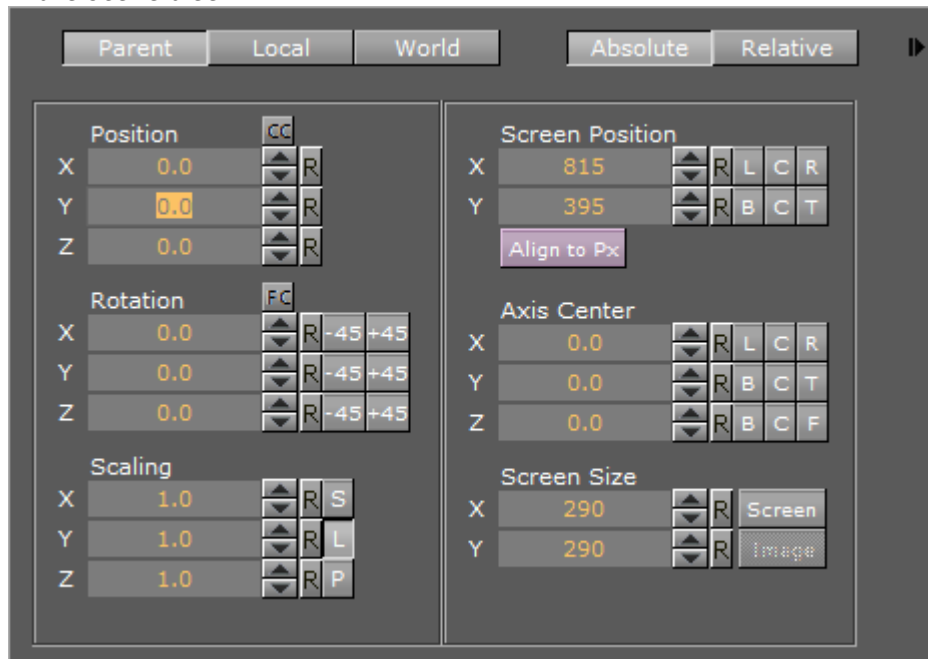 Parent Local World Absolute Relative
Position CC
X 0.0 R
Y 0.0 R
Z 0.0 R
Rotation FC
X 0.0 R -45 +45
Y 0.0 R -45 +45
Z 0.0 R -45 +45
Scaling
X 1.0 R S
Y 1.0 R L
Z 1.0 R P
Screen Position
X 815 R L C R
Y 395 R B C T
Align to Px
Axis Center
X 0.0 R L C R
Y 0.0 R B C T
Z 0.0 R B C F
Screen Size
X 290 R Screen
Y 290 R Image